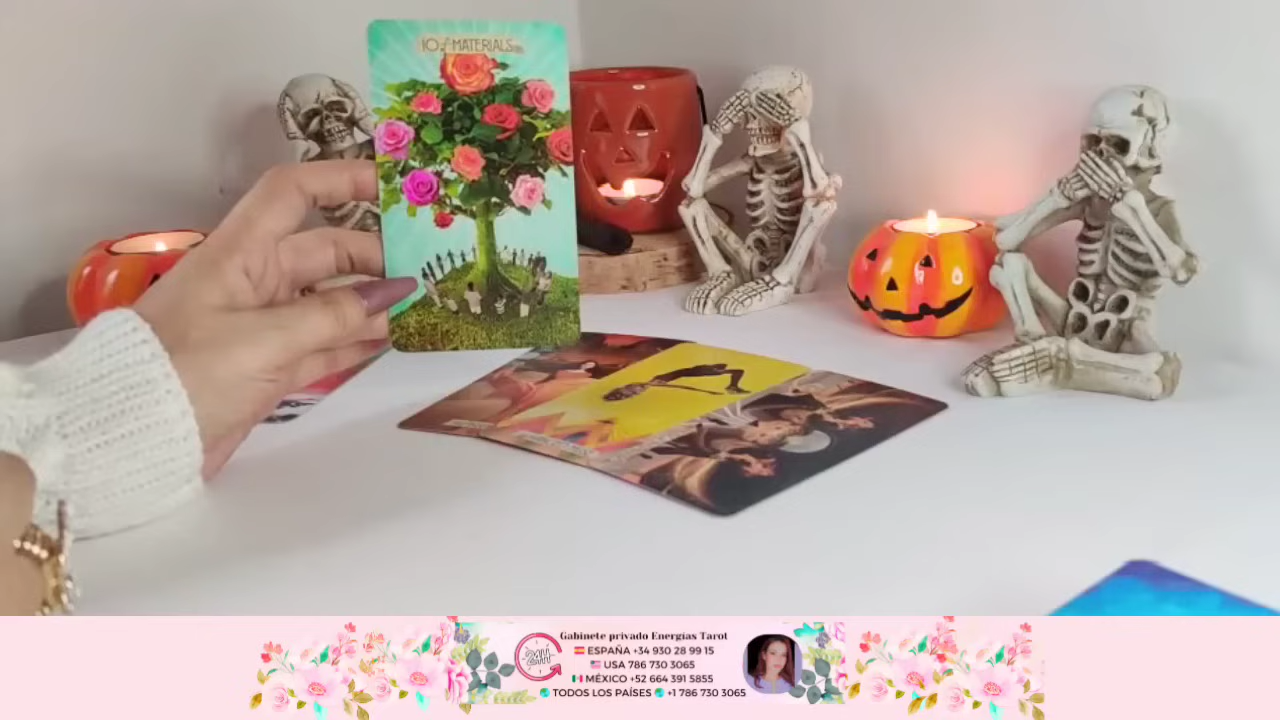 10 of MATERIALS
Gabinete privado Energías Tarot
24H
ESPAÑA +34 930 28 99 15
USA 786 730 3065
MÉXICO +52 664 391 5855
TODOS LOS PAÍSES +1 786 730 3065